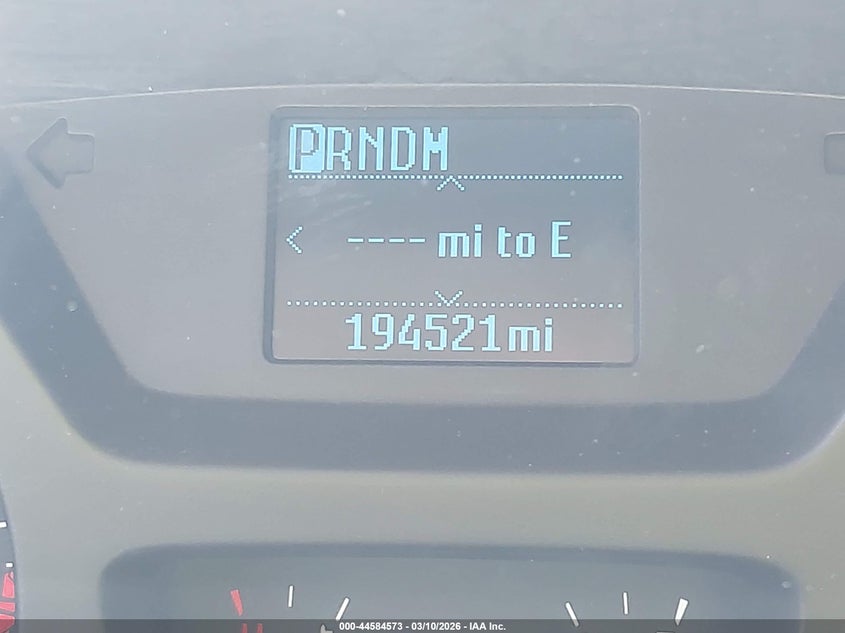 PRNDM
< ---- mi to E
194521mi
000-44584573 - 03/10/2026 - IAA Inc.